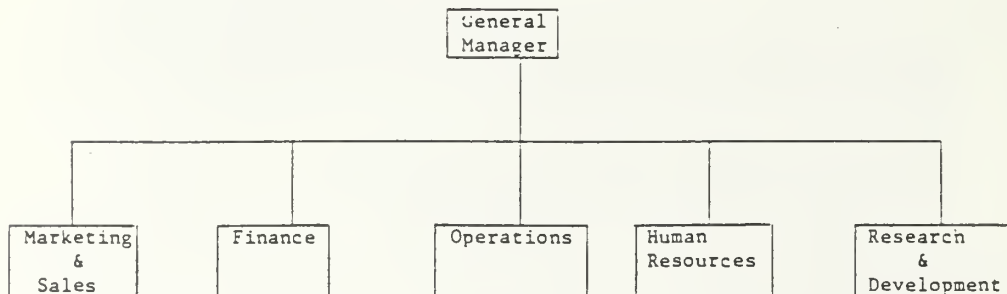 General
Manager
Marketing
&
Sales
Finance
Operations
Human
Resources
Research
&
Development